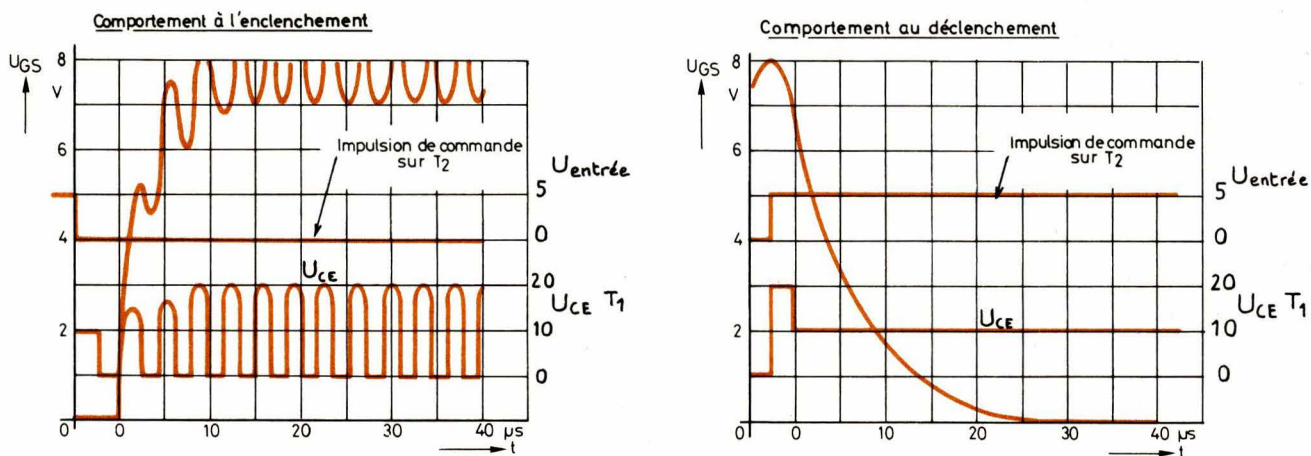 Comportement à l'enclenchement
UGS
V
8
6
4
2
0
0
10
20
30
40
µs
t
Impulsion de commande
sur T2
Uentrée
5
0
UCE
20
UCE T1
10
0
Comportement au déclenchement
UGS
V
8
6
4
2
0
0
10
20
30
40
µs
t
Impulsion de commande
sur T2
Uentrée
5
0
UCE
20
UCE T1
10
0